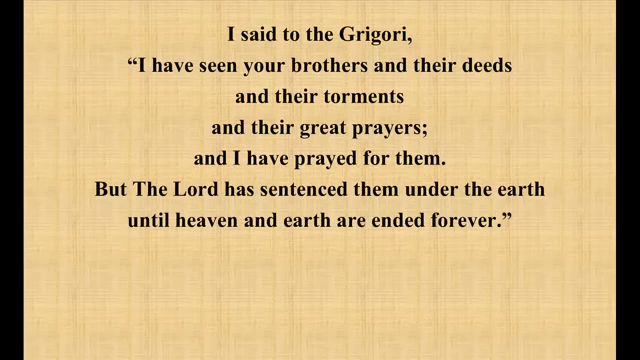 I said to the Grigori,
“I have seen your brothers and their deeds
and their torments
and their great prayers;
and I have prayed for them.
But The Lord has sentenced them under the earth
until heaven and earth are ended forever.”